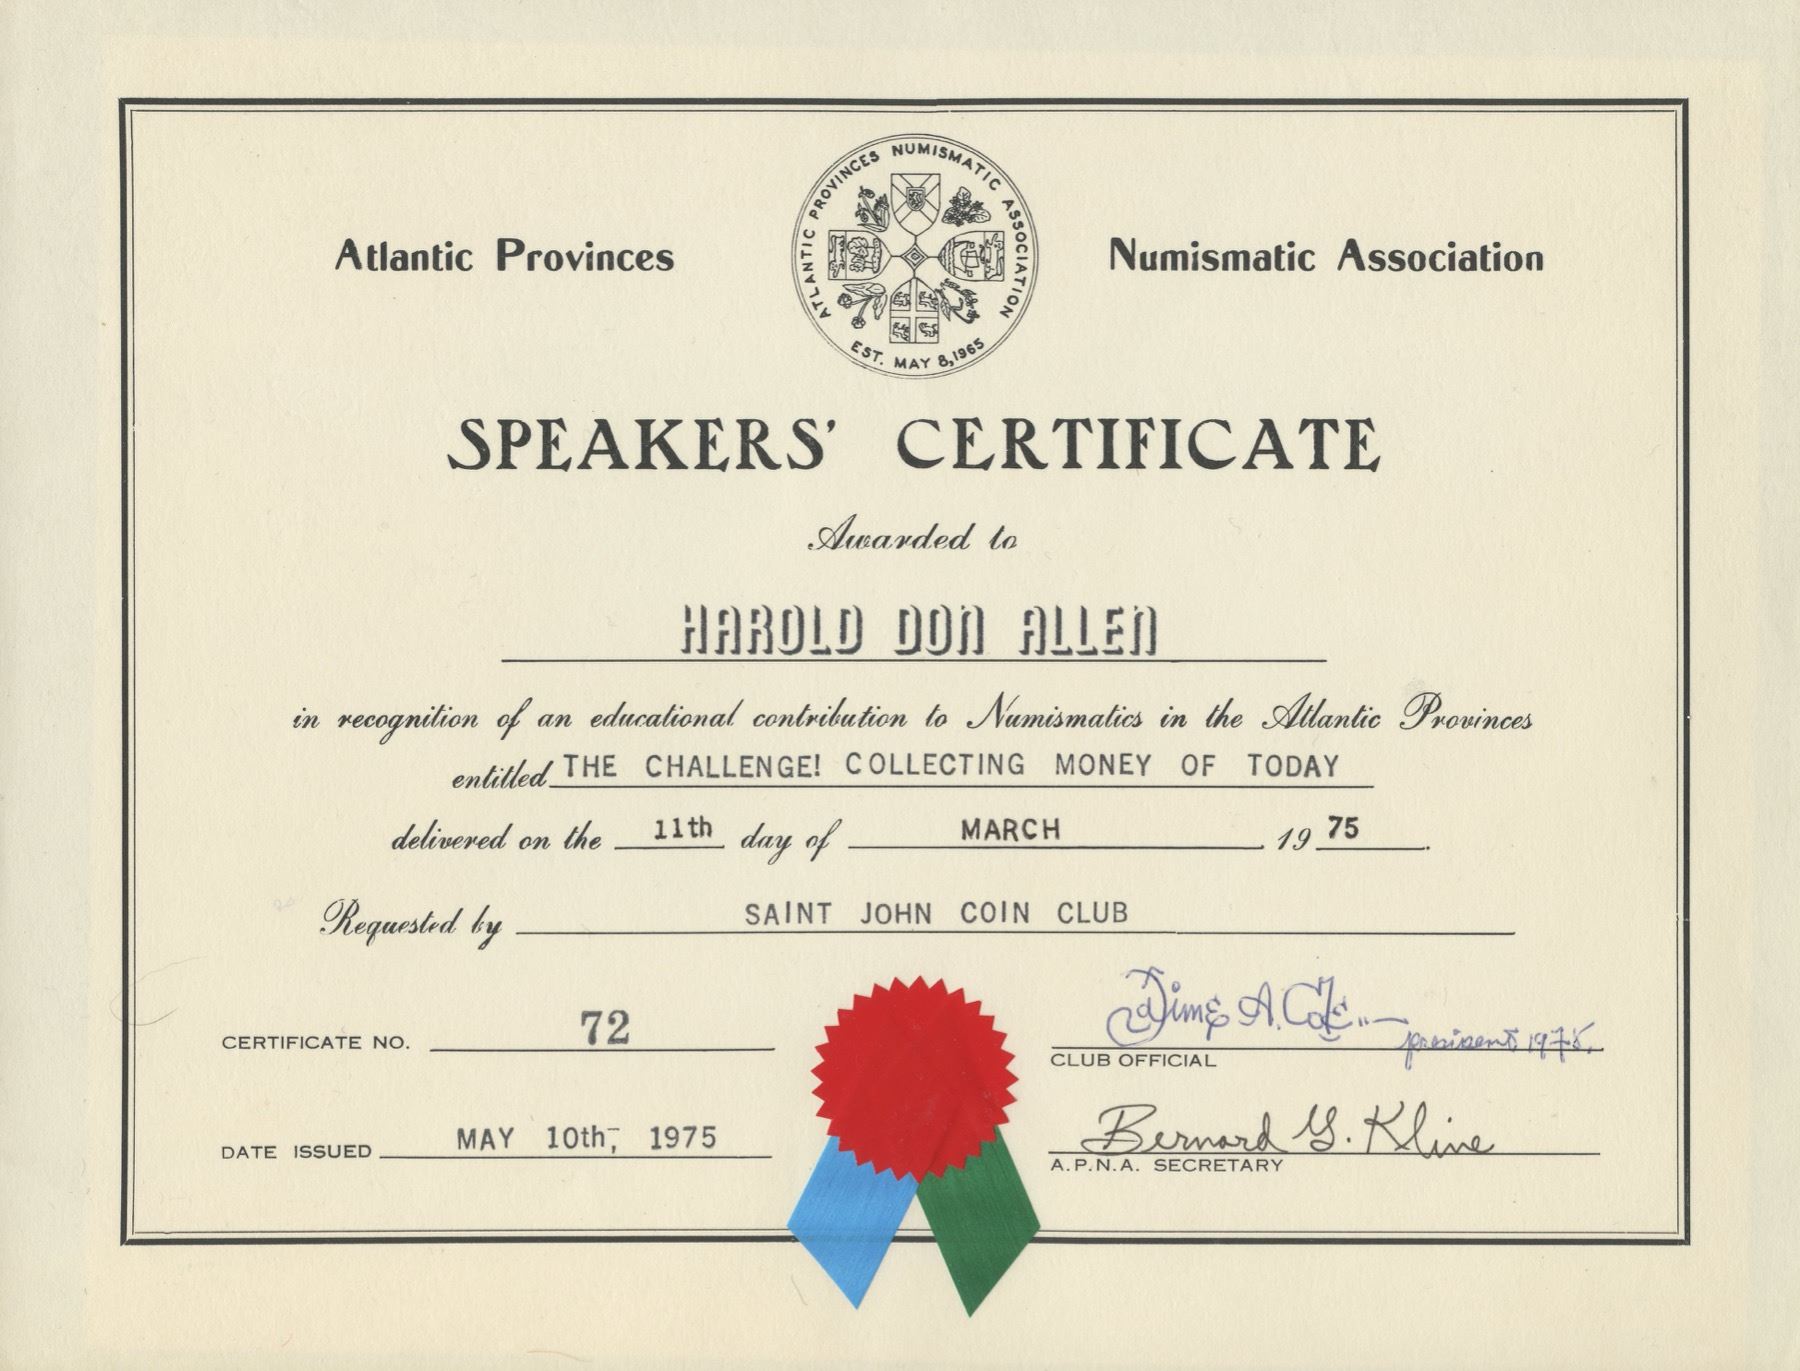 ATLANTIC PROVINCES NUMISMATIC ASSOCIATION
EST. MAY 8, 1965
Atlantic Provinces Numismatic Association
SPEAKERS' CERTIFICATE
Awarded to
HAROLD DON ALLEN
in recognition of an educational contribution to Numismatics in the Atlantic Provinces
entitled THE CHALLENGE! COLLECTING MONEY OF TODAY
delivered on the 11th day of MARCH 1975.
Requested by SAINT JOHN COIN CLUB
CERTIFICATE NO. 72
A. president 1975.
CLUB OFFICIAL
DATE ISSUED MAY 10th, 1975
Bernard G. Kline
A.P.N.A. SECRETARY